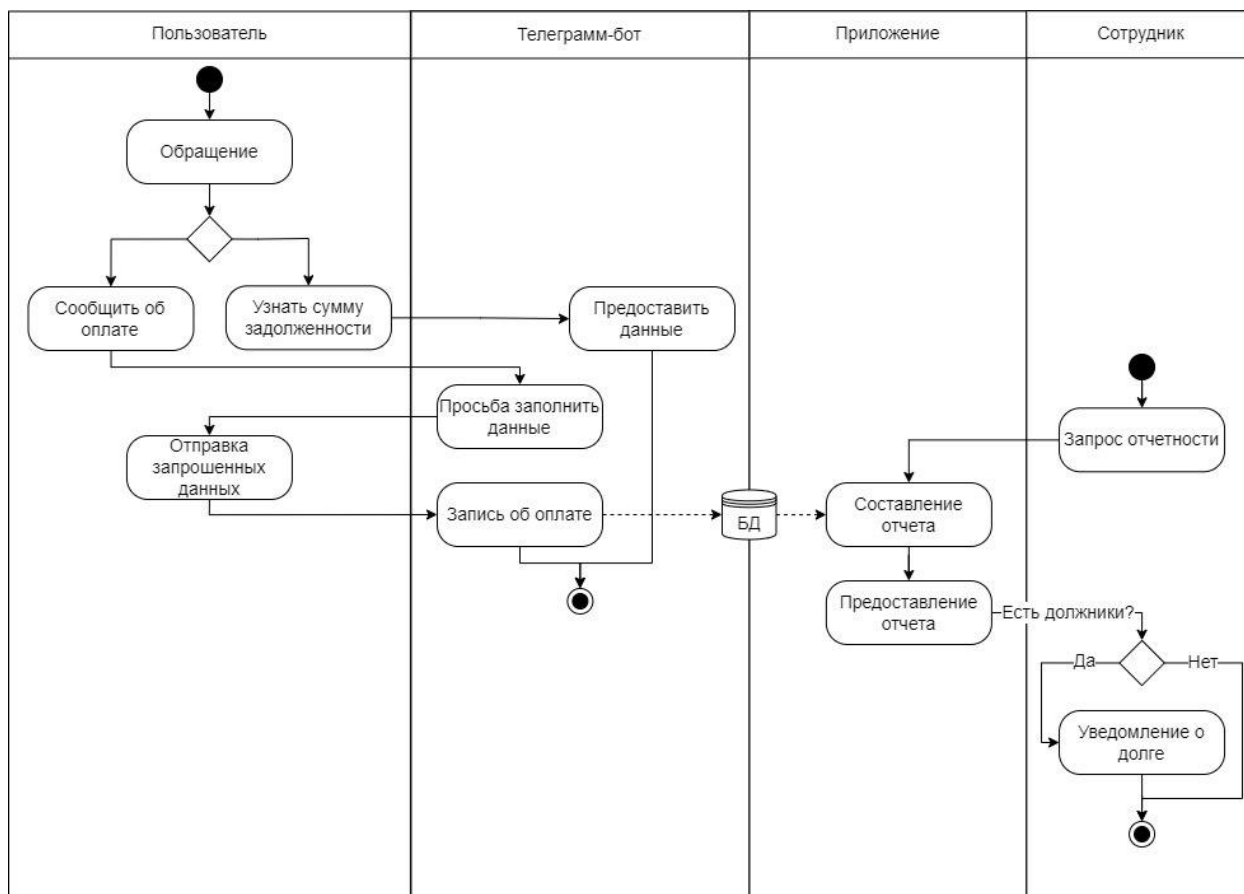 Пользователь
Телеграмм-бот
Приложение
Сотрудник
Обращение
Сообщить об
оплате
Узнать сумму
задолженности
Предоставить
данные
Просьба заполнить
данные
Отправка
запрошенных
данных
Запись об оплате
БД
Запрос отчетности
Составление
отчета
Предоставление
отчета
Есть должники?
Да
Нет
Уведомление о
долге